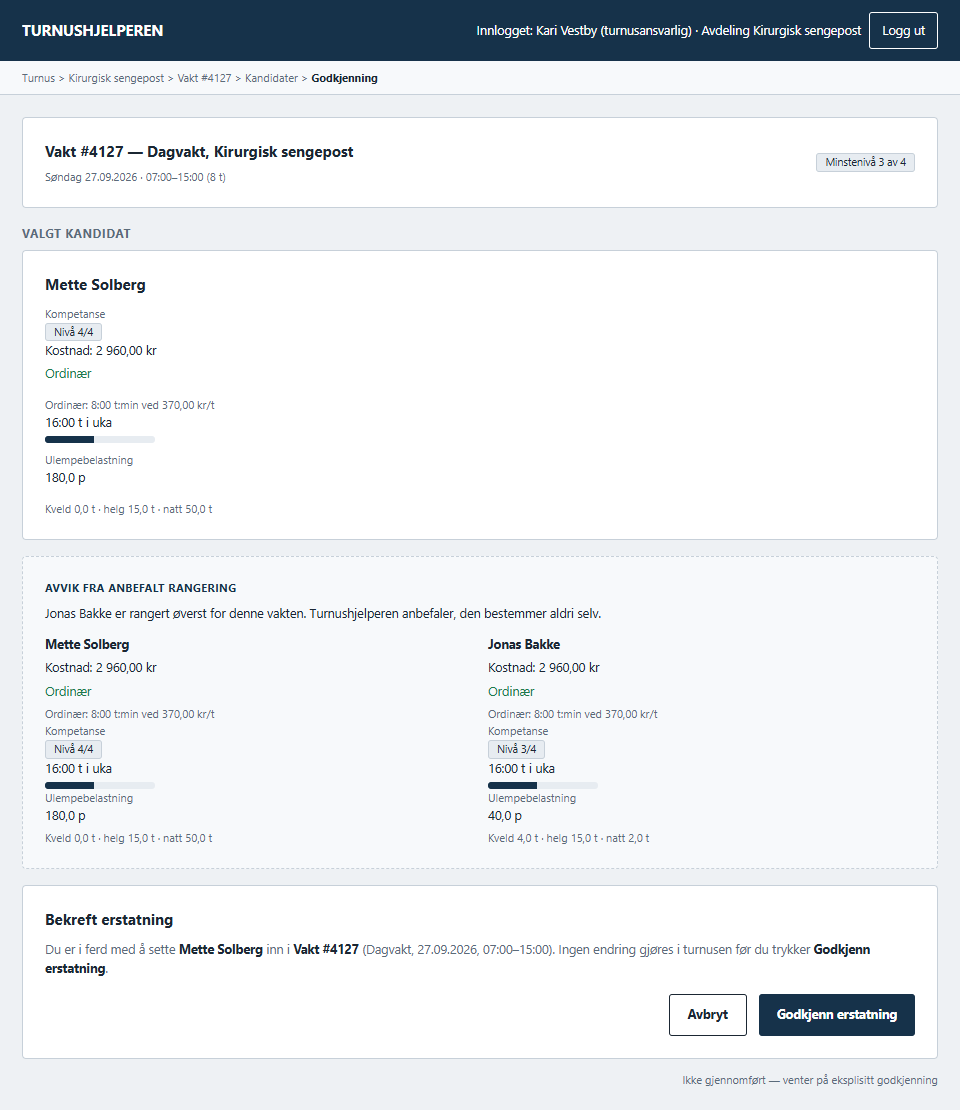 TURNUSHJELPEREN
Innlogget: Kari Vestby (turnusansvarlig) · Avdeling Kirurgisk sengepost
Logg ut
Turnus > Kirurgisk sengepost > Vakt #4127 > Kandidater > Godkjenning
Vakt #4127 — Dagvakt, Kirurgisk sengepost
Søndag 27.09.2026 · 07:00–15:00 (8 t)
Minstenivå 3 av 4
VALGT KANDIDAT
Mette Solberg
Kompetanse
Nivå 4/4
Kostnad: 2 960,00 kr
Ordinær
Ordinær: 8:00 t:min ved 370,00 kr/t
16:00 t i uka
Ulempebelastning
180,0 p
Kveld 0,0 t · helg 15,0 t · natt 50,0 t
AVVIK FRA ANBEFALT RANGERING
Jonas Bakke er rangert øverst for denne vakten. Turnushjelperen anbefaler, den bestemmer aldri selv.
Mette Solberg
Kostnad: 2 960,00 kr
Ordinær
Ordinær: 8:00 t:min ved 370,00 kr/t
Kompetanse
Nivå 4/4
16:00 t i uka
Ulempebelastning
180,0 p
Kveld 0,0 t · helg 15,0 t · natt 50,0 t
Jonas Bakke
Kostnad: 2 960,00 kr
Ordinær
Ordinær: 8:00 t:min ved 370,00 kr/t
Kompetanse
Nivå 3/4
16:00 t i uka
Ulempebelastning
40,0 p
Kveld 4,0 t · helg 15,0 t · natt 2,0 t
Bekreft erstatning
Du er i ferd med å sette Mette Solberg inn i Vakt #4127 (Dagvakt, 27.09.2026, 07:00–15:00). Ingen endring gjøres i turnusen før du trykker Godkjenn
erstatning.
Avbryt
Godkjenn erstatning
Ikke gjennomført — venter på eksplisitt godkjenning